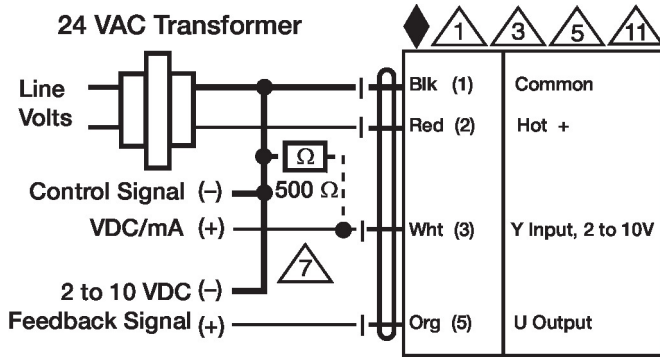 24 VAC Transformer
1 3 5 11
Line
Volts
Blk (1) Common
Red (2) Hot +
Ω
500 Ω
Control Signal (–)
VDC/mA (+)
Wht (3) Y Input, 2 to 10V
7
2 to 10 VDC (–)
Feedback Signal (+)
Org (5) U Output